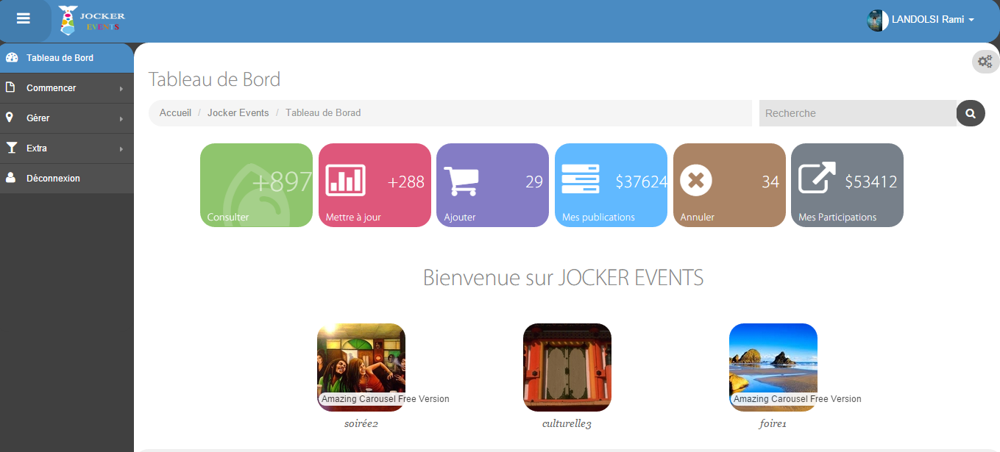 JOCKER
EVENTS
LANDOLSI Rami
Tableau de Bord
Commencer
Gérer
Extra
Déconnexion
Tableau de Bord
Accueil / Jocker Events / Tableau de Borad
Recherche
+897
Consulter
+288
Mettre à jour
29
Ajouter
$37624
Mes publications
34
Annuler
$53412
Mes Participations
Bienvenue sur JOCKER EVENTS
Amazing Carousel Free Version
Amazing Carousel Free Version
soirée2
culturelle3
foire1